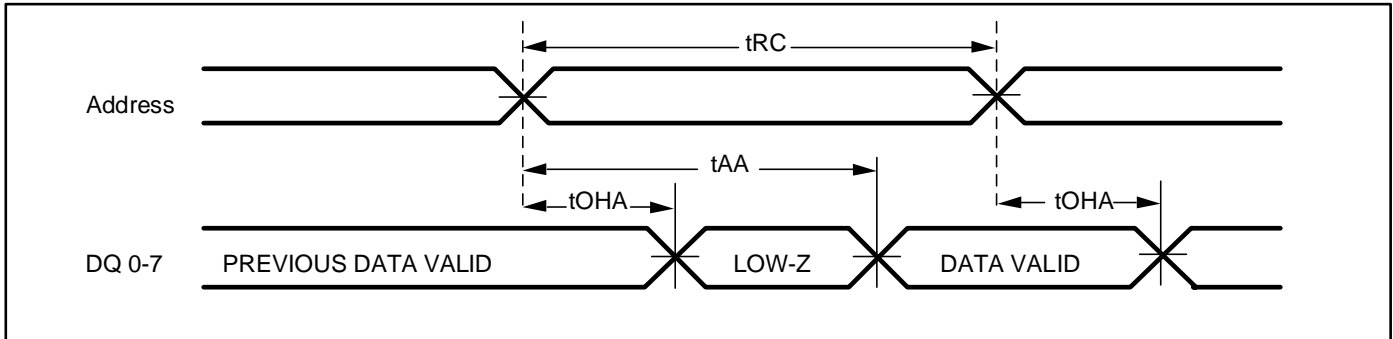 tRC
Address
tAA
tOHA
tOHA
DQ 0-7
PREVIOUS DATA VALID
LOW-Z
DATA VALID